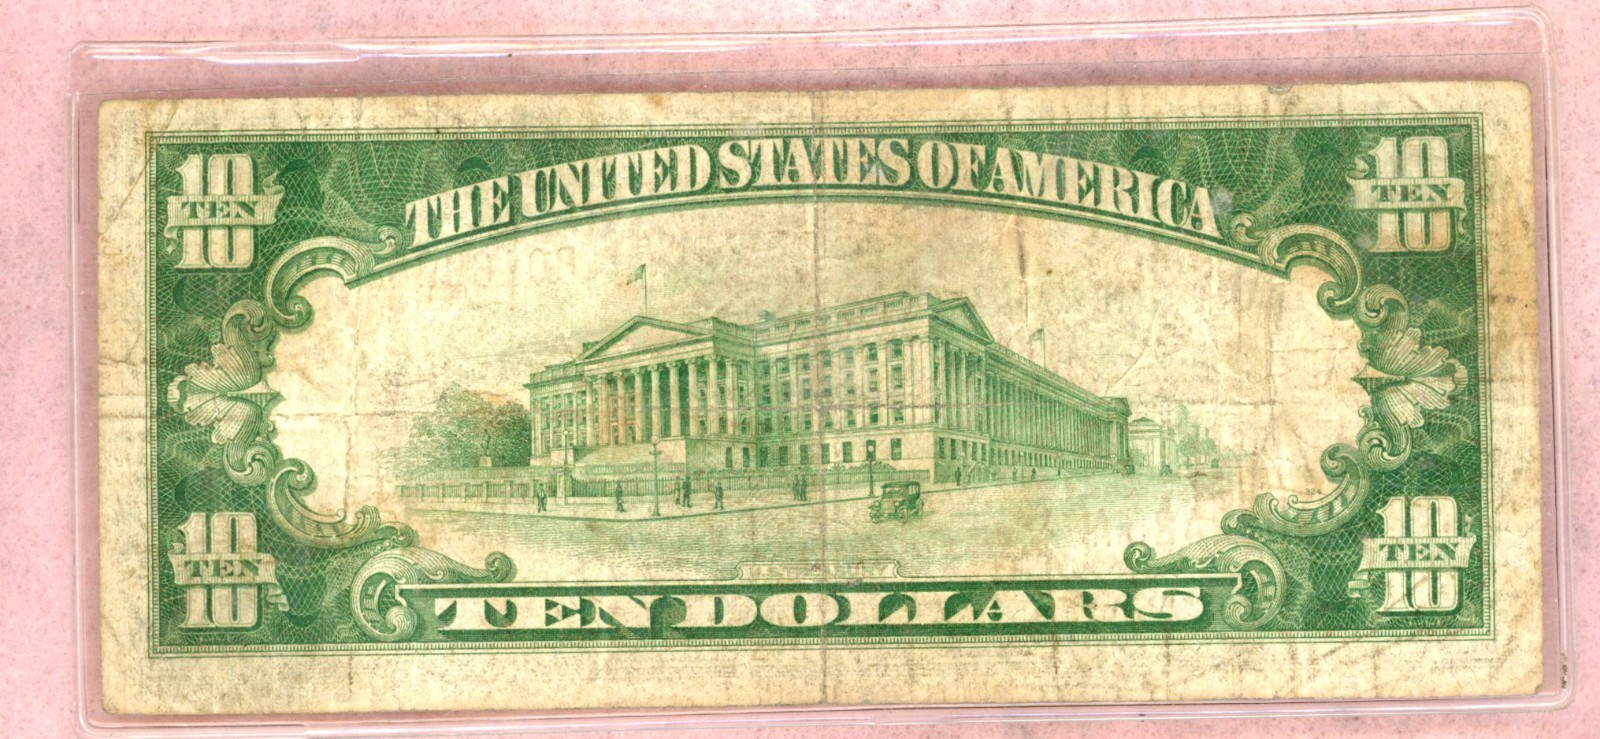 THE UNITED STATES OF AMERICA
10 TEN 10
10 TEN 10
10 TEN 10
10 TEN 10
TEN DOLLARS